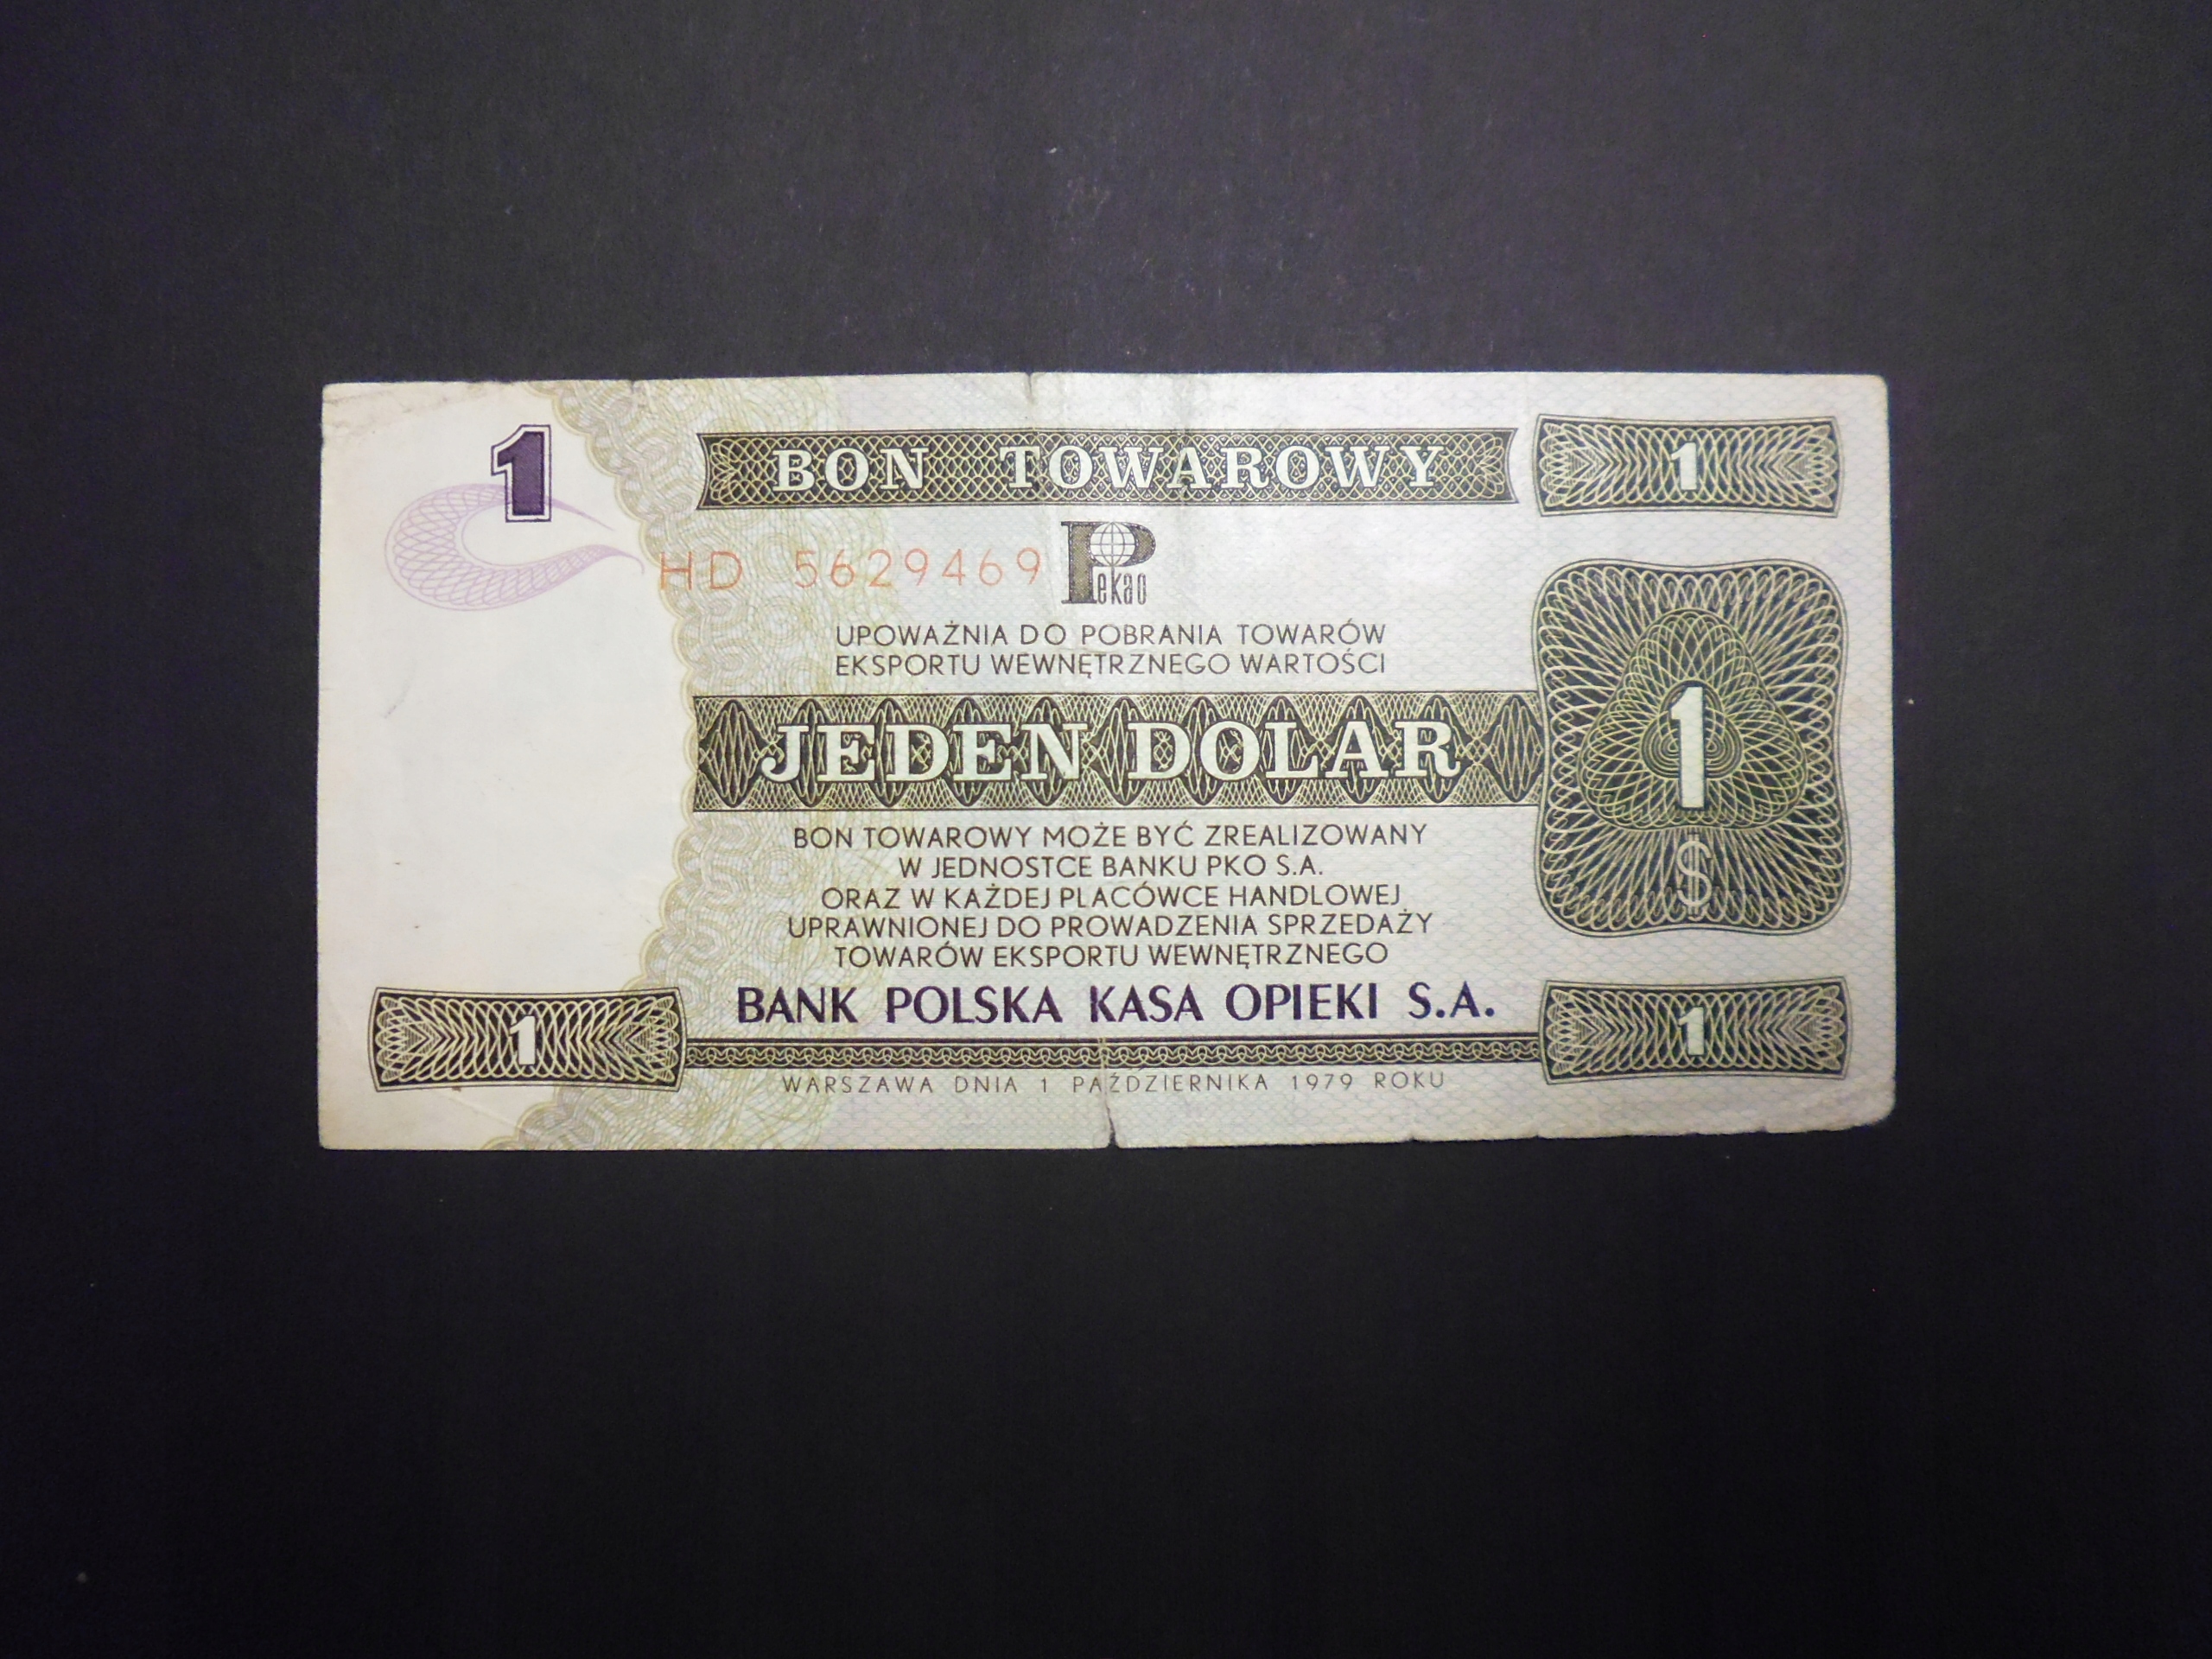 1
BON TOWAROWY
1
HD 5629469
Pekao
UPOWAŻNIA DO POBRANIA TOWARÓW
EKSPORTU WEWNĘTRZNEGO WARTOŚCI
JEDEN DOLAR
1
$
BON TOWAROWY MOŻE BYĆ ZREALIZOWANY
W JEDNOSTCE BANKU PKO S.A.
ORAZ W KAŻDEJ PLACÓWCE HANDLOWEJ
UPRAWNIONEJ DO PROWADZENIA SPRZEDAŻY
TOWARÓW EKSPORTU WEWNĘTRZNEGO
BANK POLSKA KASA OPIEKI S.A.
1
1
WARSZAWA DNIA 1 PAŹDZIERNIKA 1979 ROKU